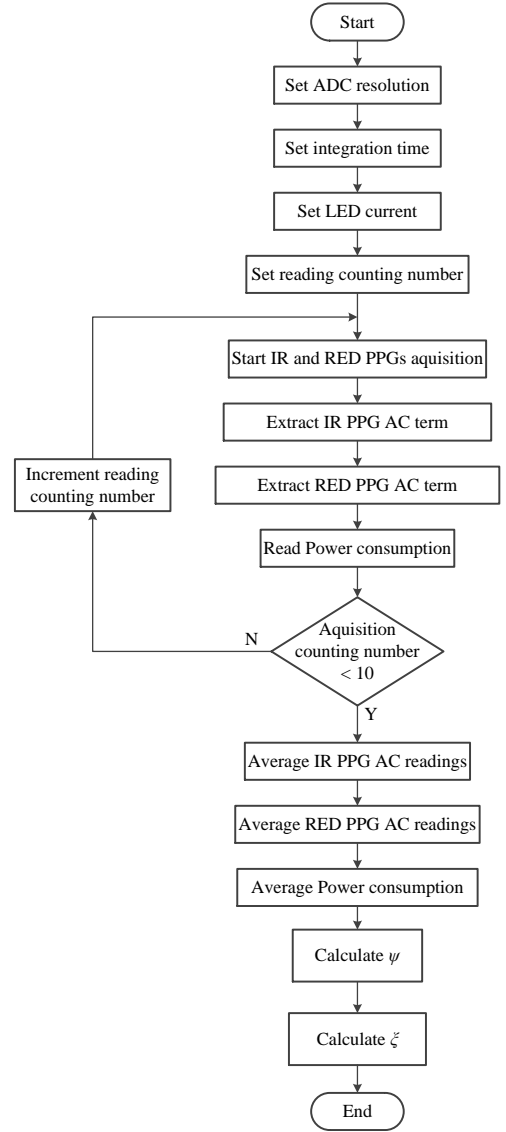 Start
Set ADC resolution
Set integration time
Set LED current
Set reading counting number
Start IR and RED PPGs aquisition
Extract IR PPG AC term
Increment reading
counting number
Extract RED PPG AC term
Read Power consumption
N
Aquisition
counting number
< 10
Y
Average IR PPG AC readings
Average RED PPG AC readings
Average Power consumption
Calculate ψ
Calculate ξ
End